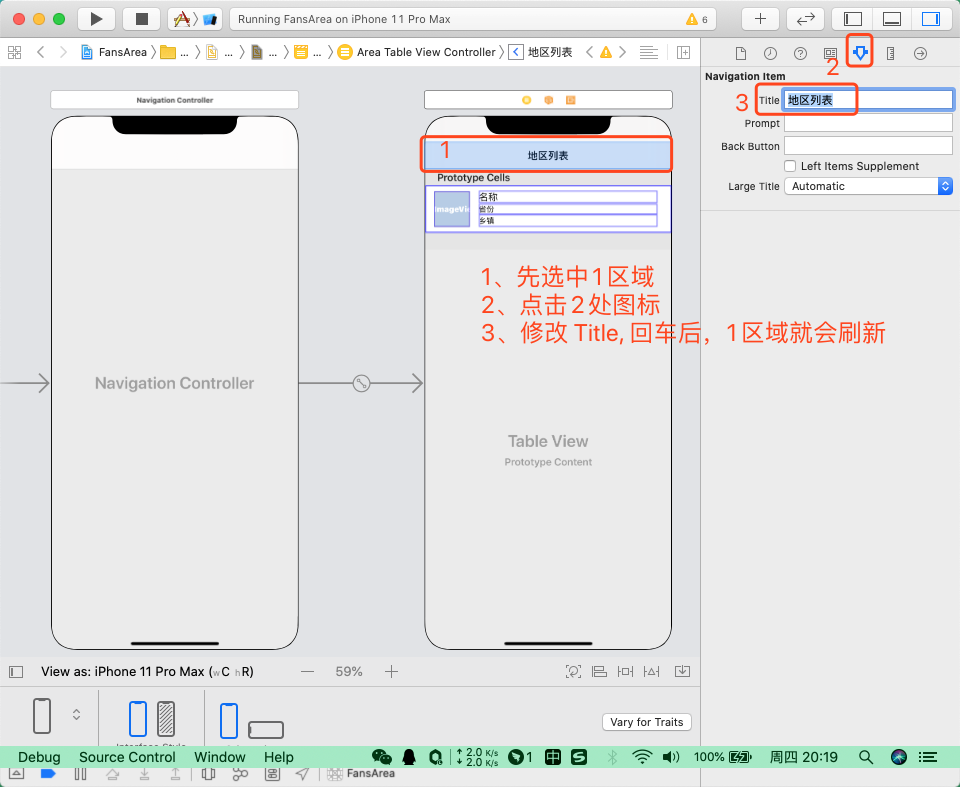 Running FansArea on iPhone 11 Pro Max
6
FansArea
...
...
...
...
Area Table View Controller
地区列表
2
Navigation Item
3
Title
地区列表
Prompt
Back Button
Left Items Supplement
Large Title
Automatic
Navigation Controller
1
地区列表
Prototype Cells
名称
省份
乡镇
1、先选中1区域
2、点击2处图标
3、修改 Title, 回车后，1区域就会刷新
Navigation Controller
Table View
Prototype Content
View as: iPhone 11 Pro Max (wC hR)
59%
Vary for Traits
Debug
Source Control
Window
Help
2.0 K/s
2.0 K/s
1
100%
周四 20:19
FansArea